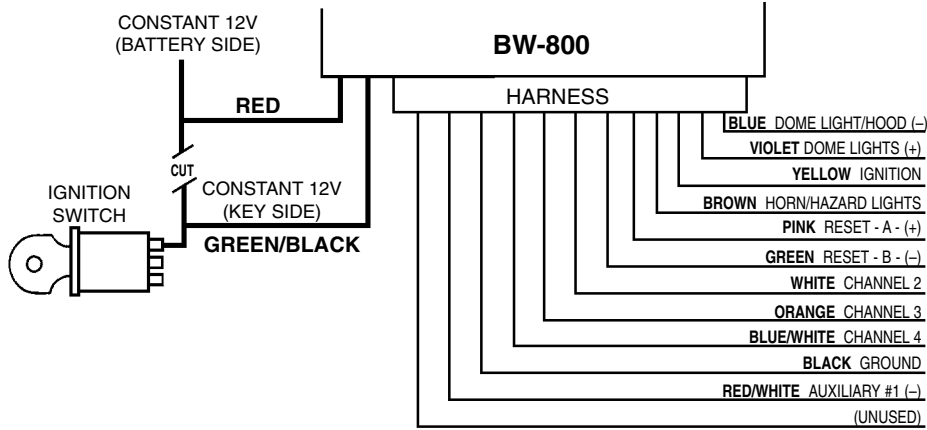 CONSTANT 12V
(BATTERY SIDE)
BW-800
RED
HARNESS
BLUE DOME LIGHT/HOOD (–)
VIOLET DOME LIGHTS (+)
CUT
YELLOW IGNITION
IGNITION
SWITCH
CONSTANT 12V
(KEY SIDE)
GREEN/BLACK
BROWN HORN/HAZARD LIGHTS
PINK RESET - A - (+)
GREEN RESET - B - (–)
WHITE CHANNEL 2
ORANGE CHANNEL 3
BLUE/WHITE CHANNEL 4
BLACK GROUND
RED/WHITE AUXILIARY #1 (–)
(UNUSED)